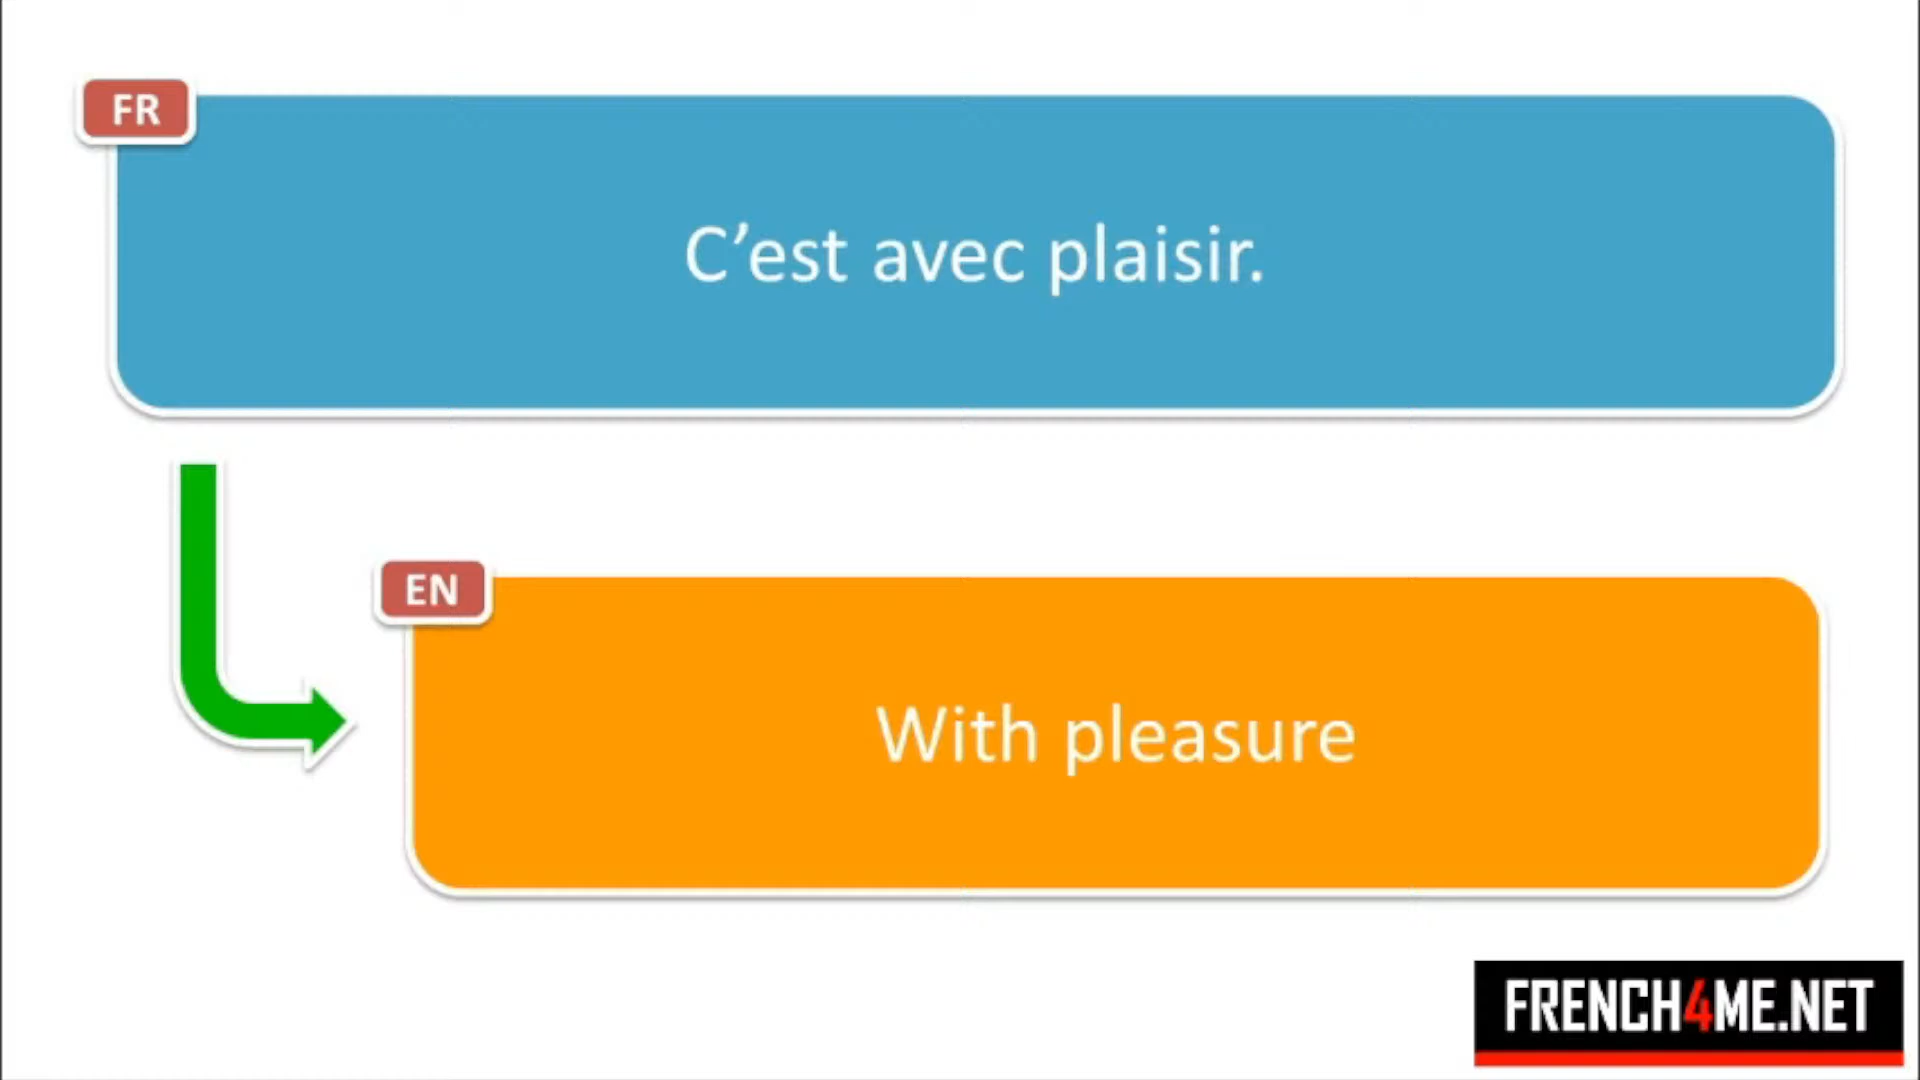 FR
C’est avec plaisir.
EN
With pleasure
FRENCH4ME.NET